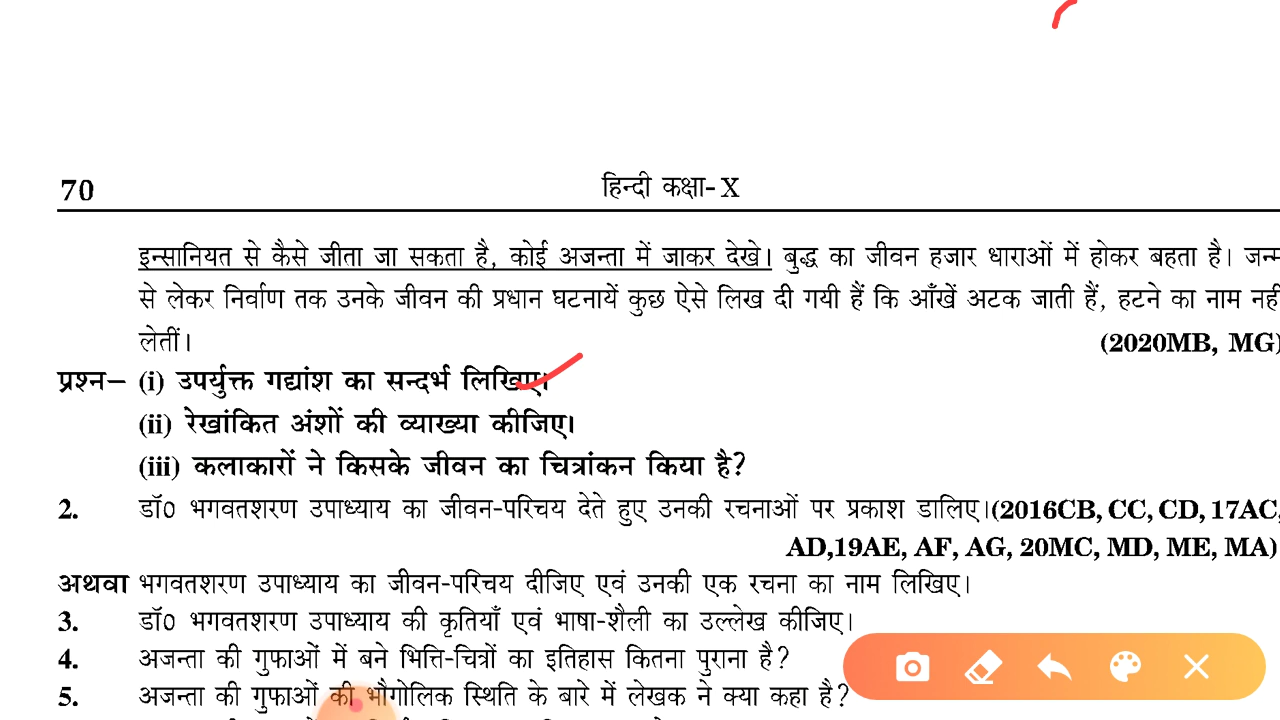 70 हिन्दी कक्षा-X
इन्सानियत से कैसे जीता जा सकता है, कोई अजन्ता में जाकर देखे। बुद्ध का जीवन हजार धाराओं में होकर बहता है। जन्म
से लेकर निर्वाण तक उनके जीवन की प्रधान घटनायें कुछ ऐसे लिख दी गयी हैं कि आँखें अटक जाती हैं, हटने का नाम नहीं
लेतीं। (2020MB, MG)
प्रश्न– (i) उपर्युक्त गद्यांश का सन्दर्भ लिखिए।
(ii) रेखांकित अंशों की व्याख्या कीजिए।
(iii) कलाकारों ने किसके जीवन का चित्रांकन किया है?
2. डॉ0 भगवतशरण उपाध्याय का जीवन-परिचय देते हुए उनकी रचनाओं पर प्रकाश डालिए।(2016CB, CC, CD, 17AC,
AD,19AE, AF, AG, 20MC, MD, ME, MA)
अथवा भगवतशरण उपाध्याय का जीवन-परिचय दीजिए एवं उनकी एक रचना का नाम लिखिए।
3. डॉ0 भगवतशरण उपाध्याय की कृतियाँ एवं भाषा-शैली का उल्लेख कीजिए।
4. अजन्ता की गुफाओं में बने भित्ति-चित्रों का इतिहास कितना पुराना है?
5. अजन्ता की गुफाओं की भौगोलिक स्थिति के बारे में लेखक ने क्या कहा है?